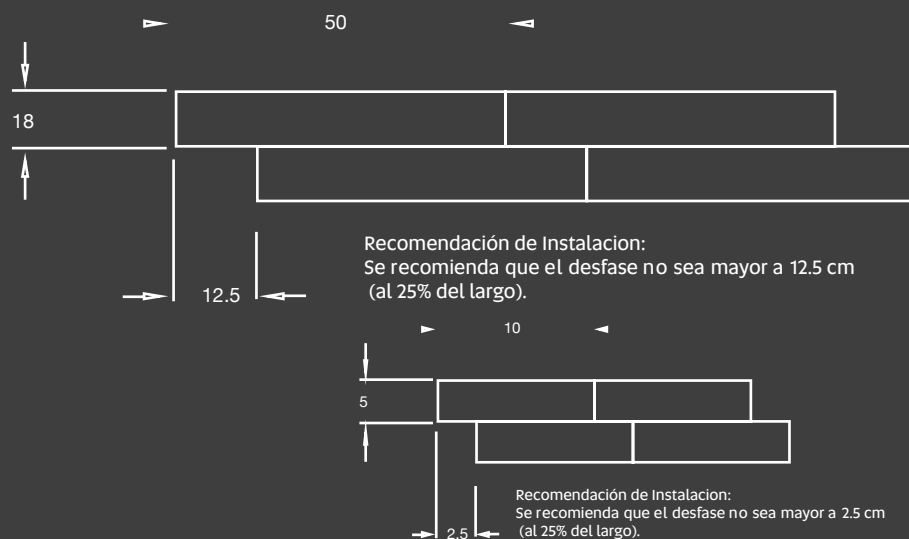 50
18
Recomendación de Instalacion:
Se recomienda que el desfase no sea mayor a 12.5 cm
(al 25% del largo).
12.5
10
5
Recomendación de Instalacion:
Se recomienda que el desfase no sea mayor a 2.5 cm
(al 25% del largo).
2.5